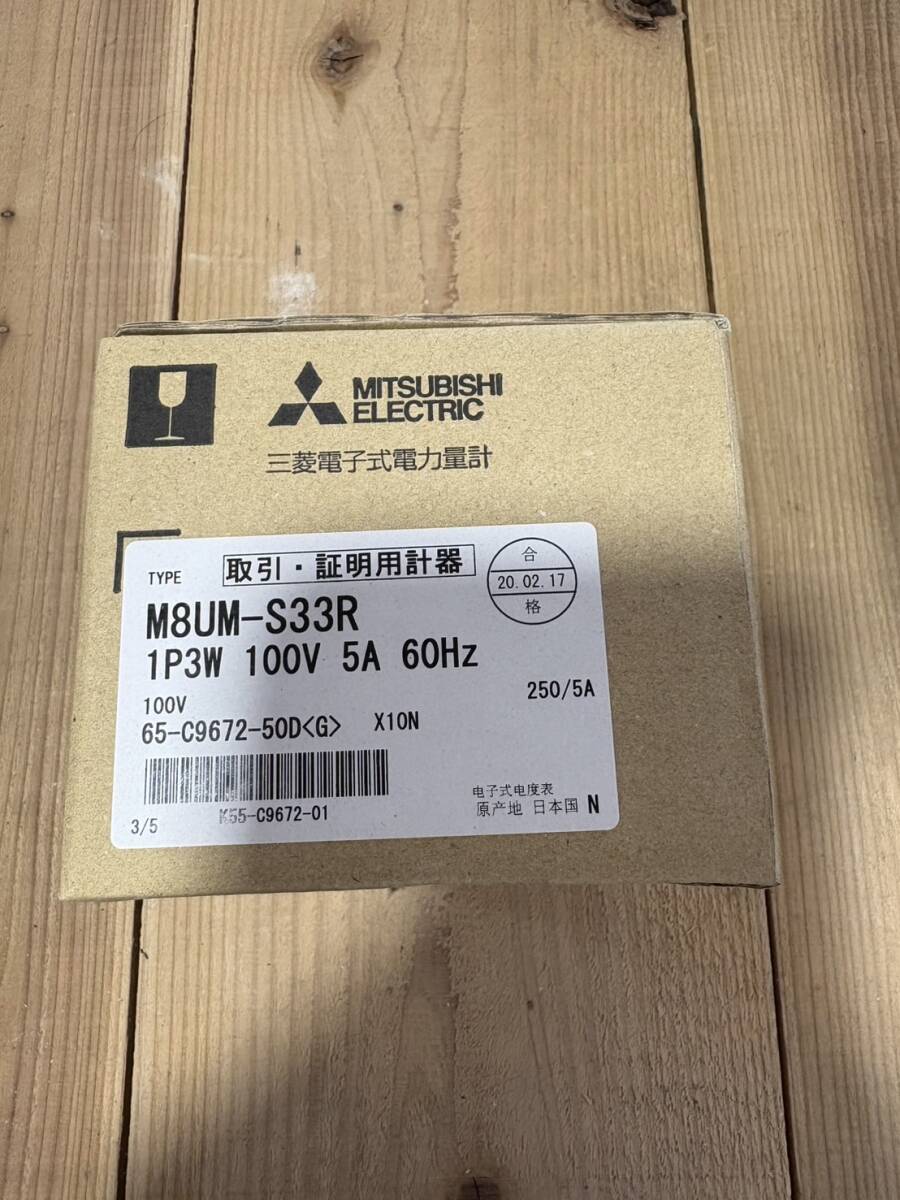 MITSUBISHI
ELECTRIC
三菱電子式電力量計
TYPE
取引・証明用計器
合
20.02.17
格
M8UM-S33R
1P3W 100V 5A 60Hz
100V
250/5A
65-C9672-50D<G> X10N
K55-C9672-01
3/5
电子式电度表
原产地 日本国 N